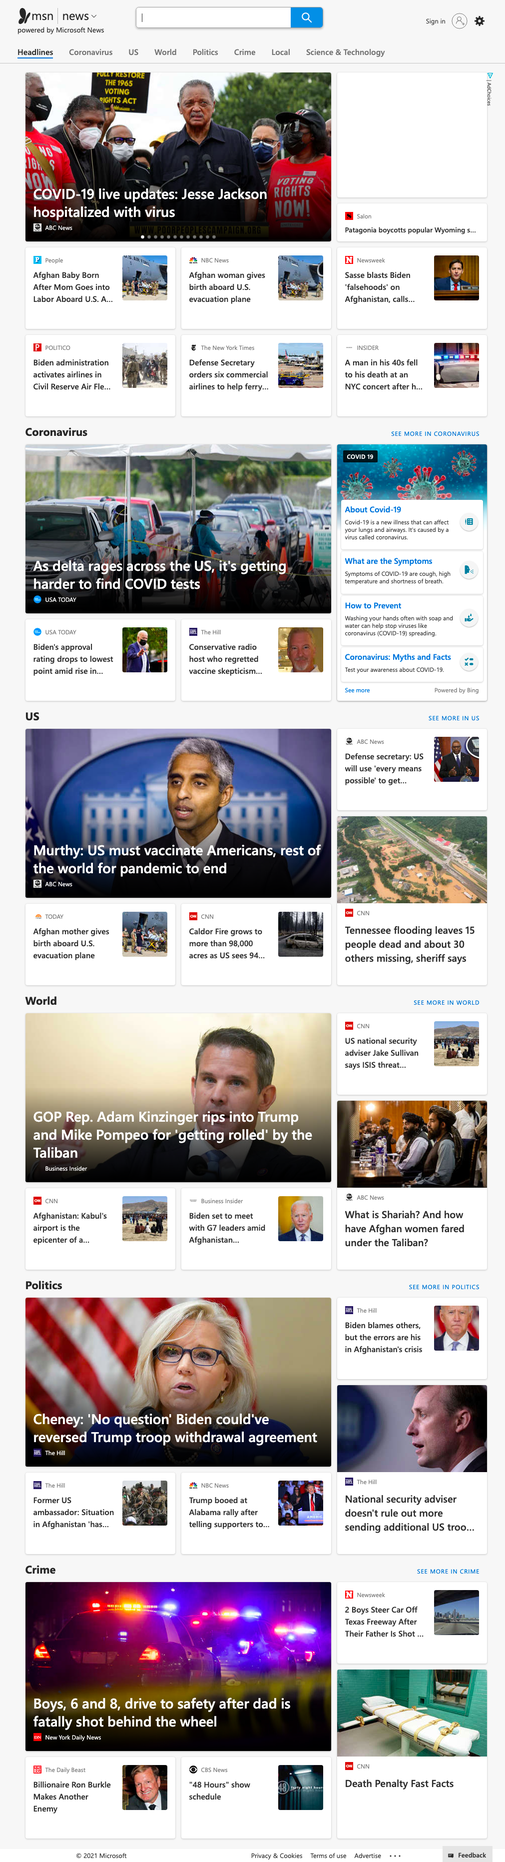 msn | news
powered by Microsoft News
Sign in
Headlines Coronavirus US World Politics Crime Local Science & Technology
AdChoices
FULLY RESTORE
THE 1965
VOTING
RIGHTS ACT
VOTING
RIGHTS
NOW!
COVID-19 live updates: Jesse Jackson
hospitalized with virus
ABC News
Salon
Patagonia boycotts popular Wyoming s...
People
Afghan Baby Born
After Mom Goes into
Labor Aboard U.S. A...
NBC News
Afghan woman gives
birth aboard U.S.
evacuation plane
Newsweek
Sasse blasts Biden
'falsehoods' on
Afghanistan, calls...
POLITICO
Biden administration
activates airlines in
Civil Reserve Air Fle...
The New York Times
Defense Secretary
orders six commercial
airlines to help ferry...
INSIDER
A man in his 40s fell
to his death at an
NYC concert after h...
Coronavirus
SEE MORE IN CORONAVIRUS
As delta rages across the US, it's getting
harder to find COVID tests
USA TODAY
COVID 19
About Covid-19
Covid-19 is a new illness that can affect
your lungs and airways. It's caused by a
virus called coronavirus.
What are the Symptoms
Symptoms of COVID-19 are cough, high
temperature and shortness of breath.
How to Prevent
Washing your hands often with soap and
water can help stop viruses like
coronavirus (COVID-19) spreading.
Coronavirus: Myths and Facts
Test your awareness about COVID-19.
See more
Powered by Bing
USA TODAY
Biden's approval
rating drops to lowest
point amid rise in...
The Hill
Conservative radio
host who regretted
vaccine skepticism...
US
SEE MORE IN US
Murthy: US must vaccinate Americans, rest of
the world for pandemic to end
ABC News
ABC News
Defense secretary: US
will use 'every means
possible' to get...
TODAY
Afghan mother gives
birth aboard U.S.
evacuation plane
CNN
Caldor Fire grows to
more than 98,000
acres as US sees 94...
CNN
Tennessee flooding leaves 15
people dead and about 30
others missing, sheriff says
World
SEE MORE IN WORLD
GOP Rep. Adam Kinzinger rips into Trump
and Mike Pompeo for 'getting rolled' by the
Taliban
Business Insider
CNN
US national security
adviser Jake Sullivan
says ISIS threat...
CNN
Afghanistan: Kabul's
airport is the
epicenter of a...
Business Insider
Biden set to meet
with G7 leaders amid
Afghanistan...
ABC News
What is Shariah? And how
have Afghan women fared
under the Taliban?
Politics
SEE MORE IN POLITICS
Cheney: 'No question' Biden could've
reversed Trump troop withdrawal agreement
The Hill
The Hill
Biden blames others,
but the errors are his
in Afghanistan's crisis
The Hill
Former US
ambassador: Situation
in Afghanistan 'has...
NBC News
Trump booed at
Alabama rally after
telling supporters to...
The Hill
National security adviser
doesn't rule out more
sending additional US troo...
Crime
SEE MORE IN CRIME
Boys, 6 and 8, drive to safety after dad is
fatally shot behind the wheel
New York Daily News
Newsweek
2 Boys Steer Car Off
Texas Freeway After
Their Father Is Shot ...
The Daily Beast
Billionaire Ron Burkle
Makes Another
Enemy
CBS News
"48 Hours" show
schedule
CNN
Death Penalty Fast Facts
© 2021 Microsoft
Privacy & Cookies Terms of use Advertise ...
Feedback